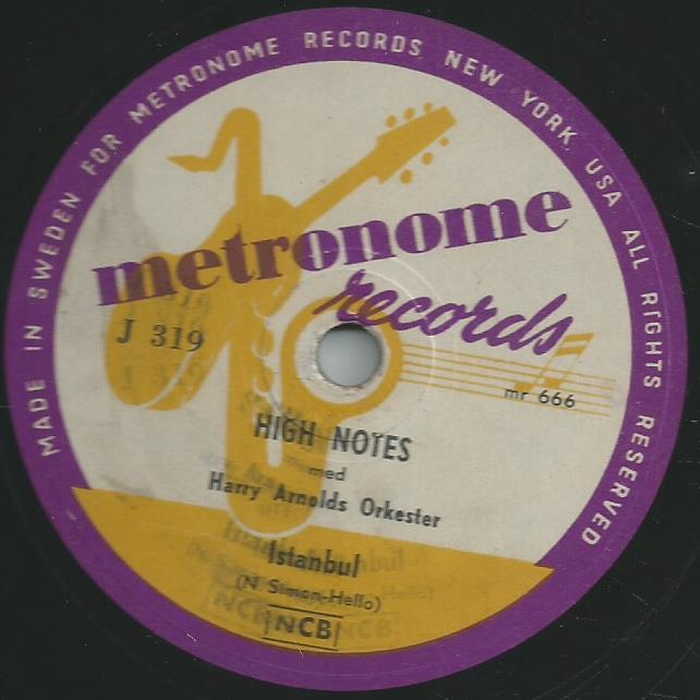 MADE IN SWEDEN FOR METRONOME RECORDS NEW YORK USA ALL RIGHTS RESERVED
metronome
records
J 319
mr 666
HIGH NOTES
med
Harry Arnolds Orkester
Istanbul
(N. Simon-Hello)
NCB